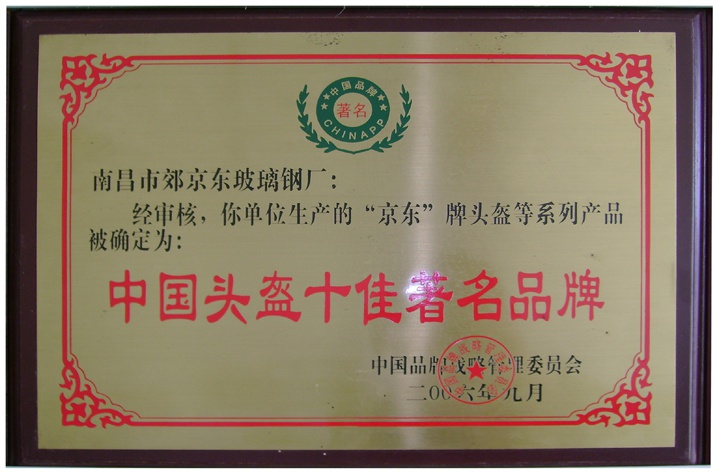 中国品牌
著名
CHINAPP
南昌市郊京东玻璃钢厂：
经审核，你单位生产的“京东”牌头盔等系列产品
被确定为：
中国头盔十佳著名品牌
中国品牌战略管理委员会
二00六年九月